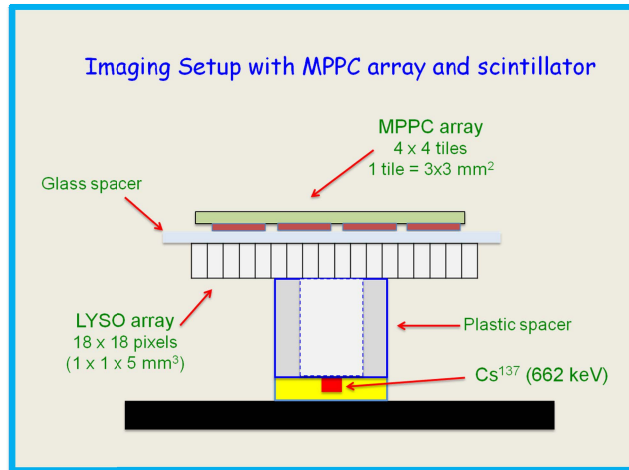 Imaging Setup with MPPC array and scintillator
MPPC array
4 x 4 tiles
1 tile = 3x3 mm²
Glass spacer
LYSO array
18 x 18 pixels
(1 x 1 x 5 mm³)
Plastic spacer
Cs¹³⁷ (662 keV)